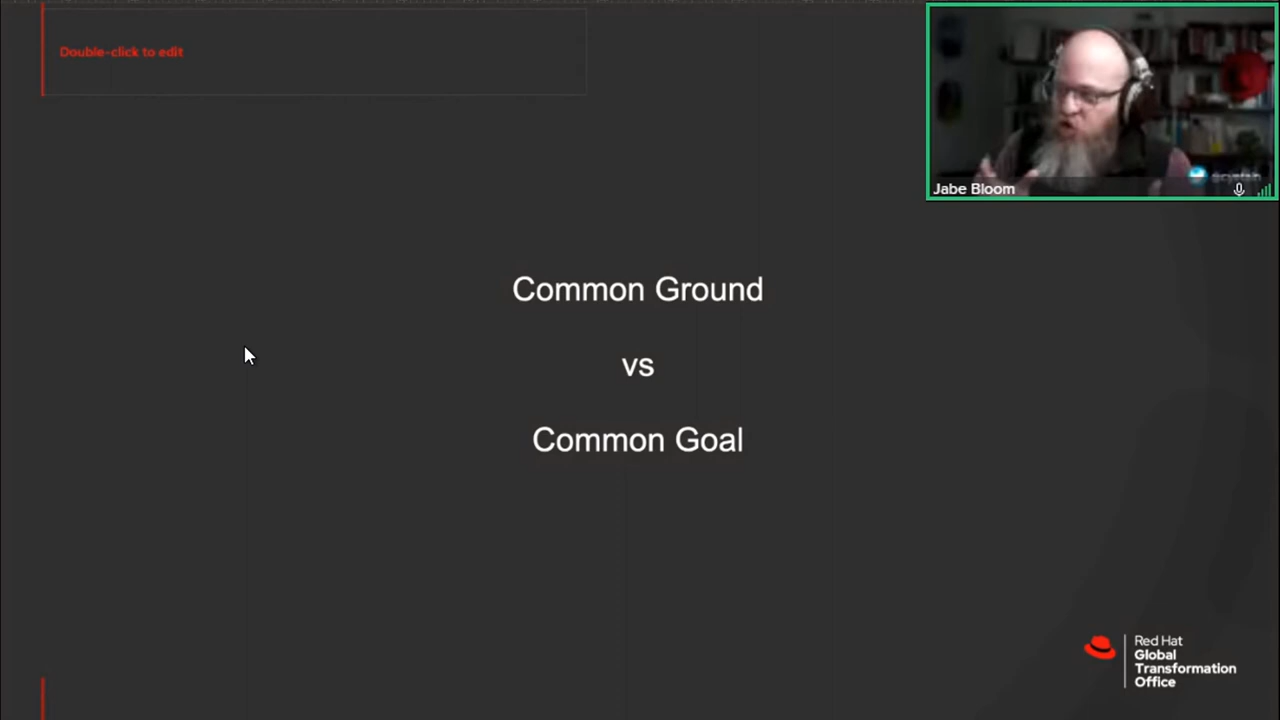 Double-click to edit
Jabe Bloom
Common Ground
vs
Common Goal
Red Hat
Global
Transformation
Office